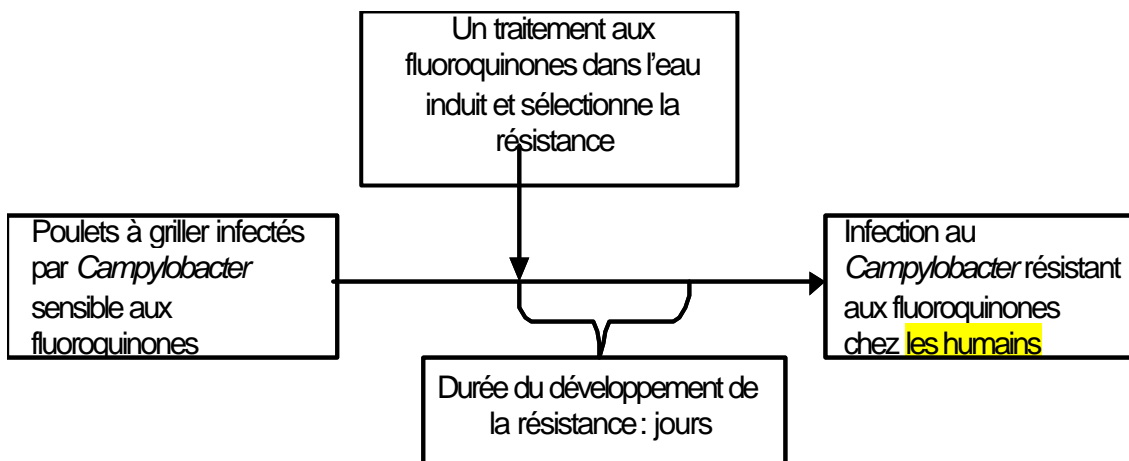 Un traitement aux
fluoroquinones dans l'eau
induit et sélectionne la
résistance
Poulets à griller infectés
par Campylobacter
sensible aux
fluoroquinones
Infection au
Campylobacter résistant
aux fluoroquinones
chez les humains
Durée du développement de
la résistance : jours